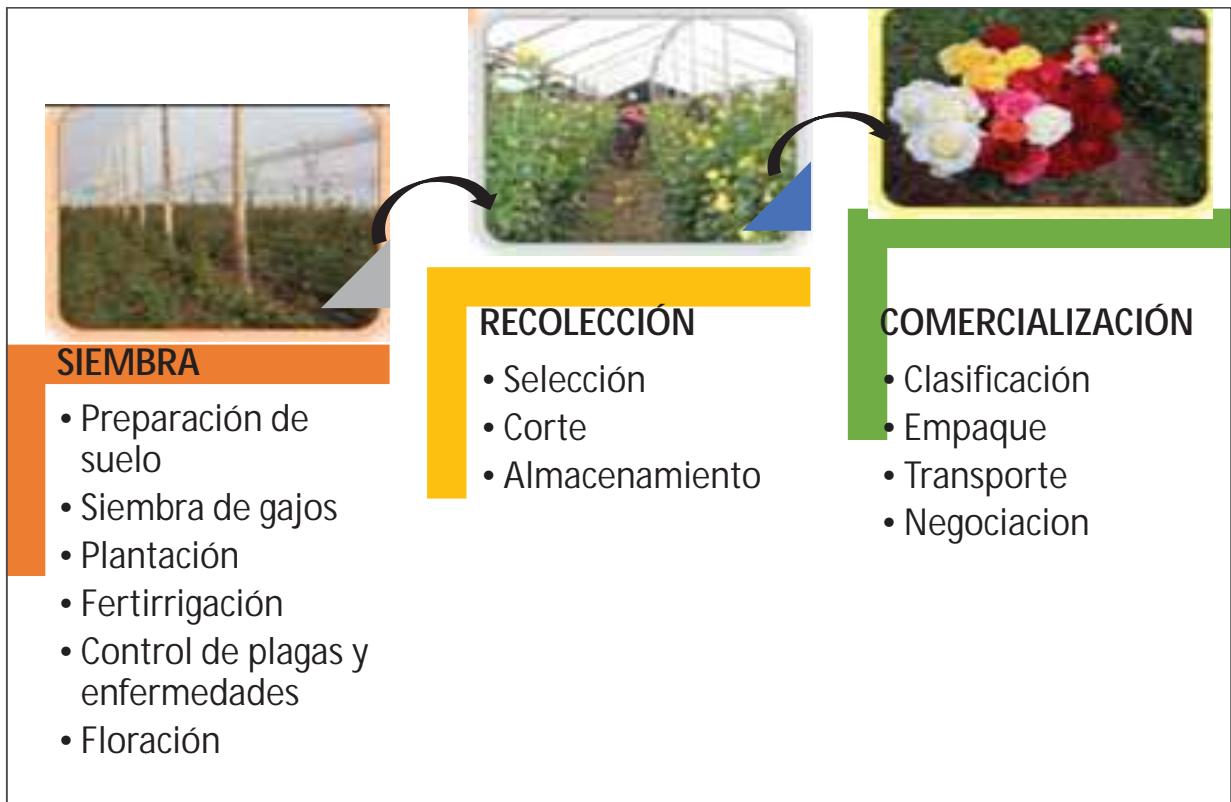 SIEMBRA
• Preparación de
suelo
• Siembra de gajos
• Plantación
• Fertirrigación
• Control de plagas y
enfermedades
• Floración
RECOLECCIÓN
• Selección
• Corte
• Almacenamiento
COMERCIALIZACIÓN
• Clasificación
• Empaque
• Transporte
• Negociacion